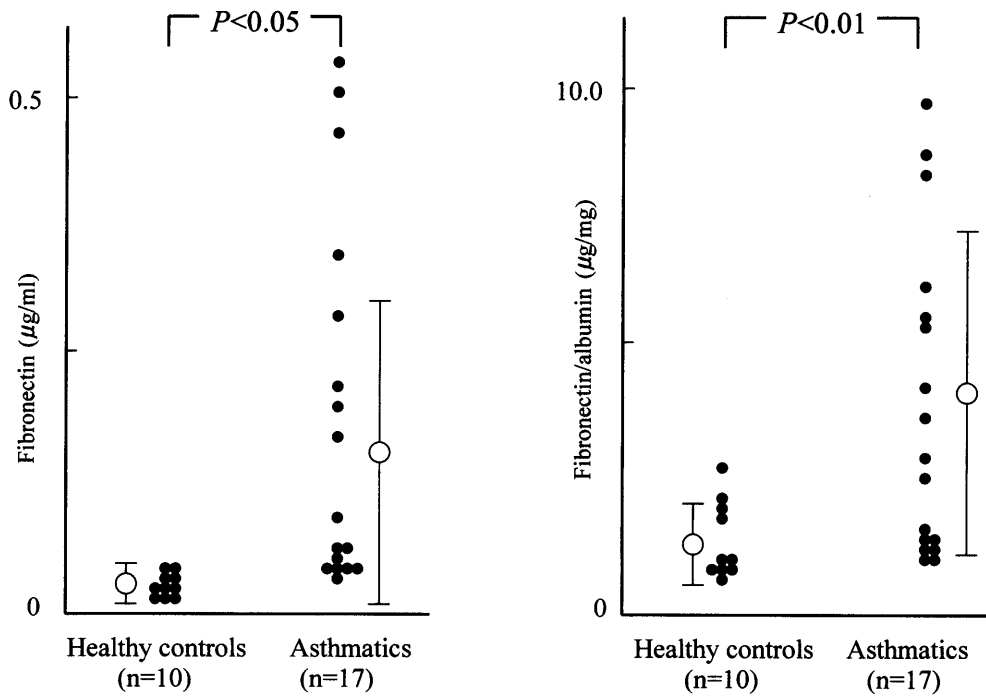 P<0.05
0.5
0
Fibronectin (μg/ml)
Healthy controls
(n=10)
Asthmatics
(n=17)
P<0.01
10.0
0
Fibronectin/albumin (μg/mg)
Healthy controls
(n=10)
Asthmatics
(n=17)